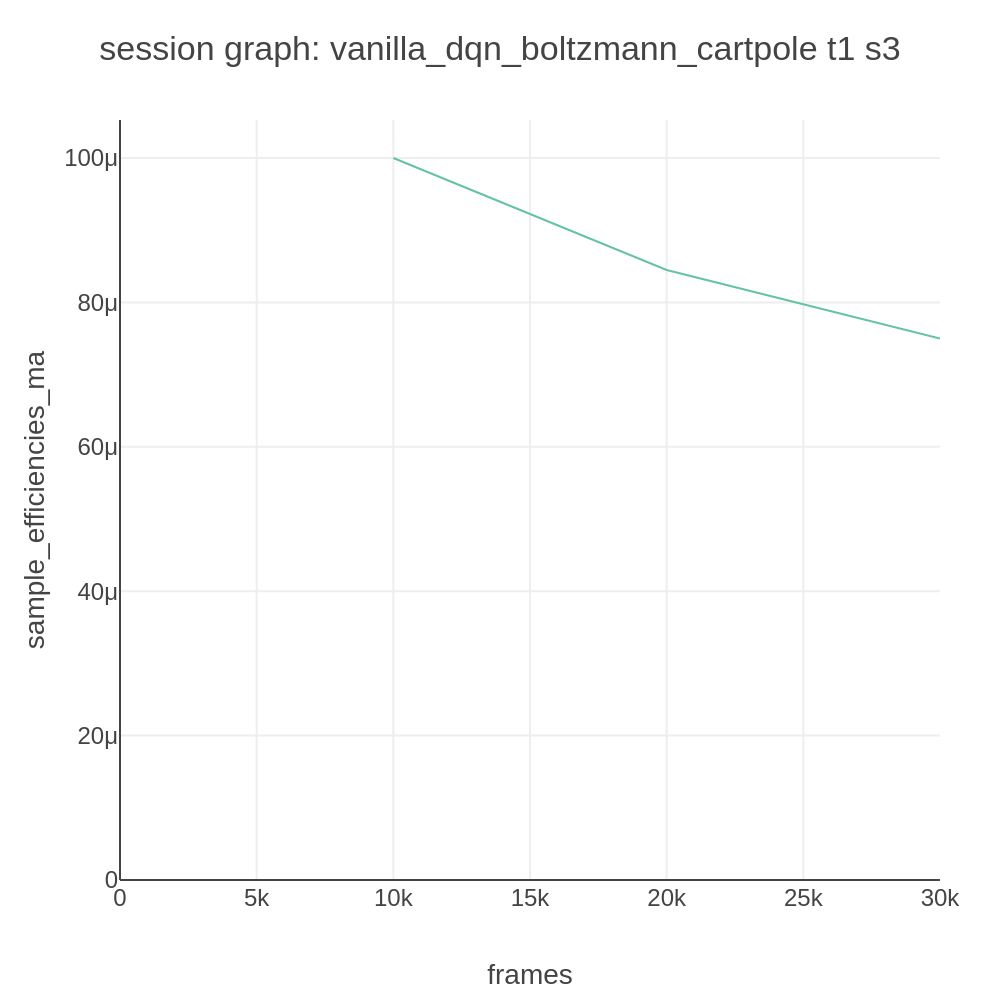 session graph: vanilla_dqn_boltzmann_cartpole t1 s3
100μ
80μ
60μ
40μ
20μ
0
sample_efficiencies_ma
0 5k 10k 15k 20k 25k 30k
frames